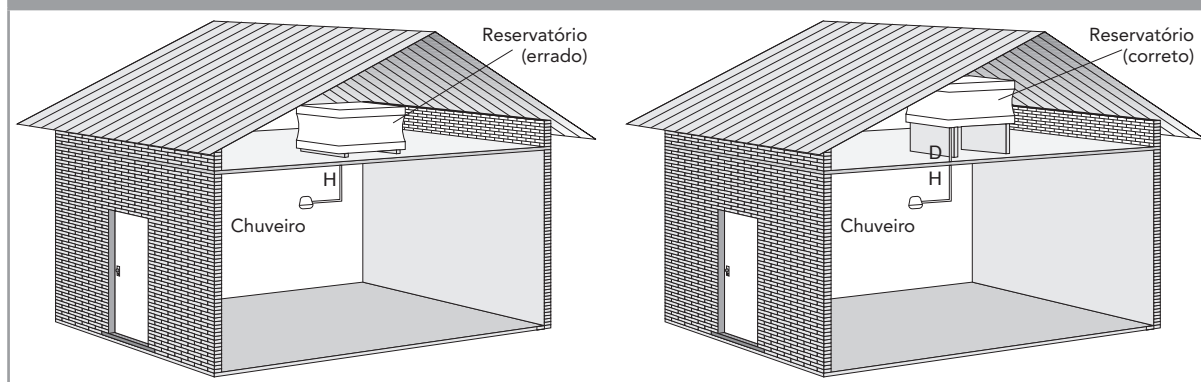 Reservatório
(errado)
H
Chuveiro
Reservatório
(correto)
D
H
Chuveiro